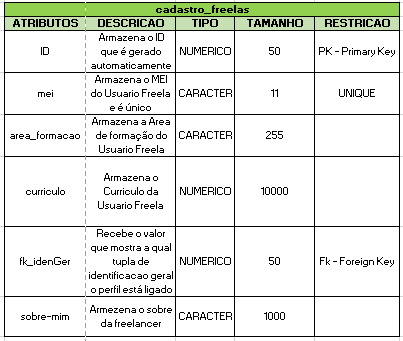 cadastro_freelas
ATRIBUTOS DESCRICAO TIPO TAMANHO RESTRICAO
ID Armazena o ID que é gerado automaticamente NUMERICO 50 PK - Primary Key
mei Armazena o MEI do Usuario Freela e é único CARACTER 11 UNIQUE
area_formacao Armazena a Area de formação do Usuario Freela CARACTER 255
curriculo Armazena o Curriculo da Usuario Freela NUMERICO 10000
fk_idenGer Recebe o valor que mostra a qual tupla de identificacao geral o perfil está ligado NUMERICO 50 Fk - Foreign Key
sobre-mim Armezena o sobre da freelancer CARACTER 1000